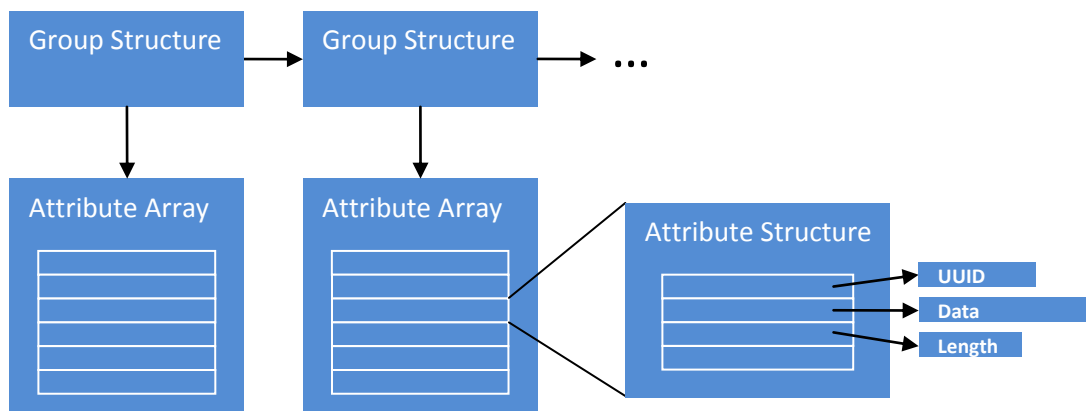 Group Structure
Group Structure
...
Attribute Array
Attribute Array
Attribute Structure
UUID
Data
Length